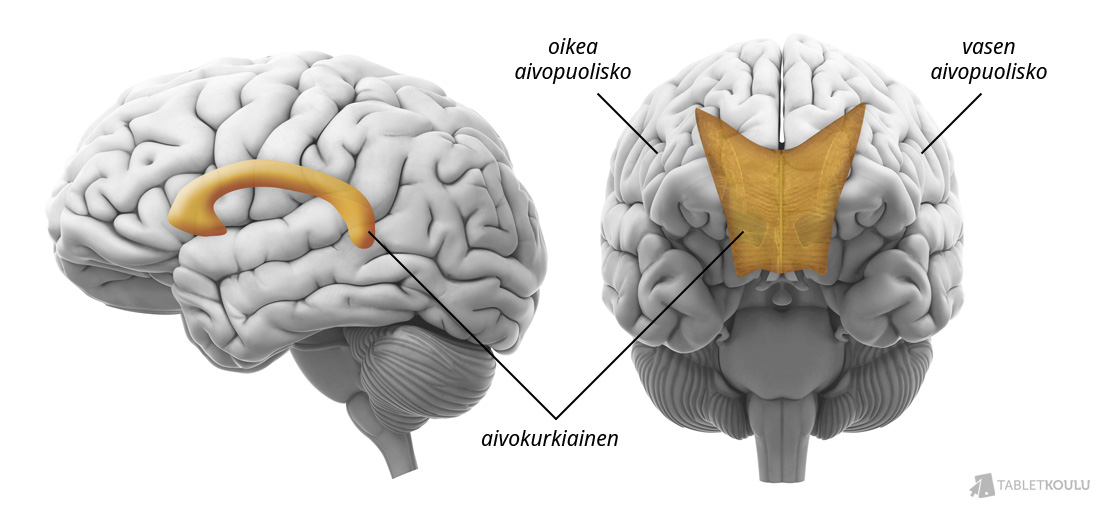 oikea
aivopuolisko
vasen
aivopuolisko
aivokurkiainen
TABLETKOULU